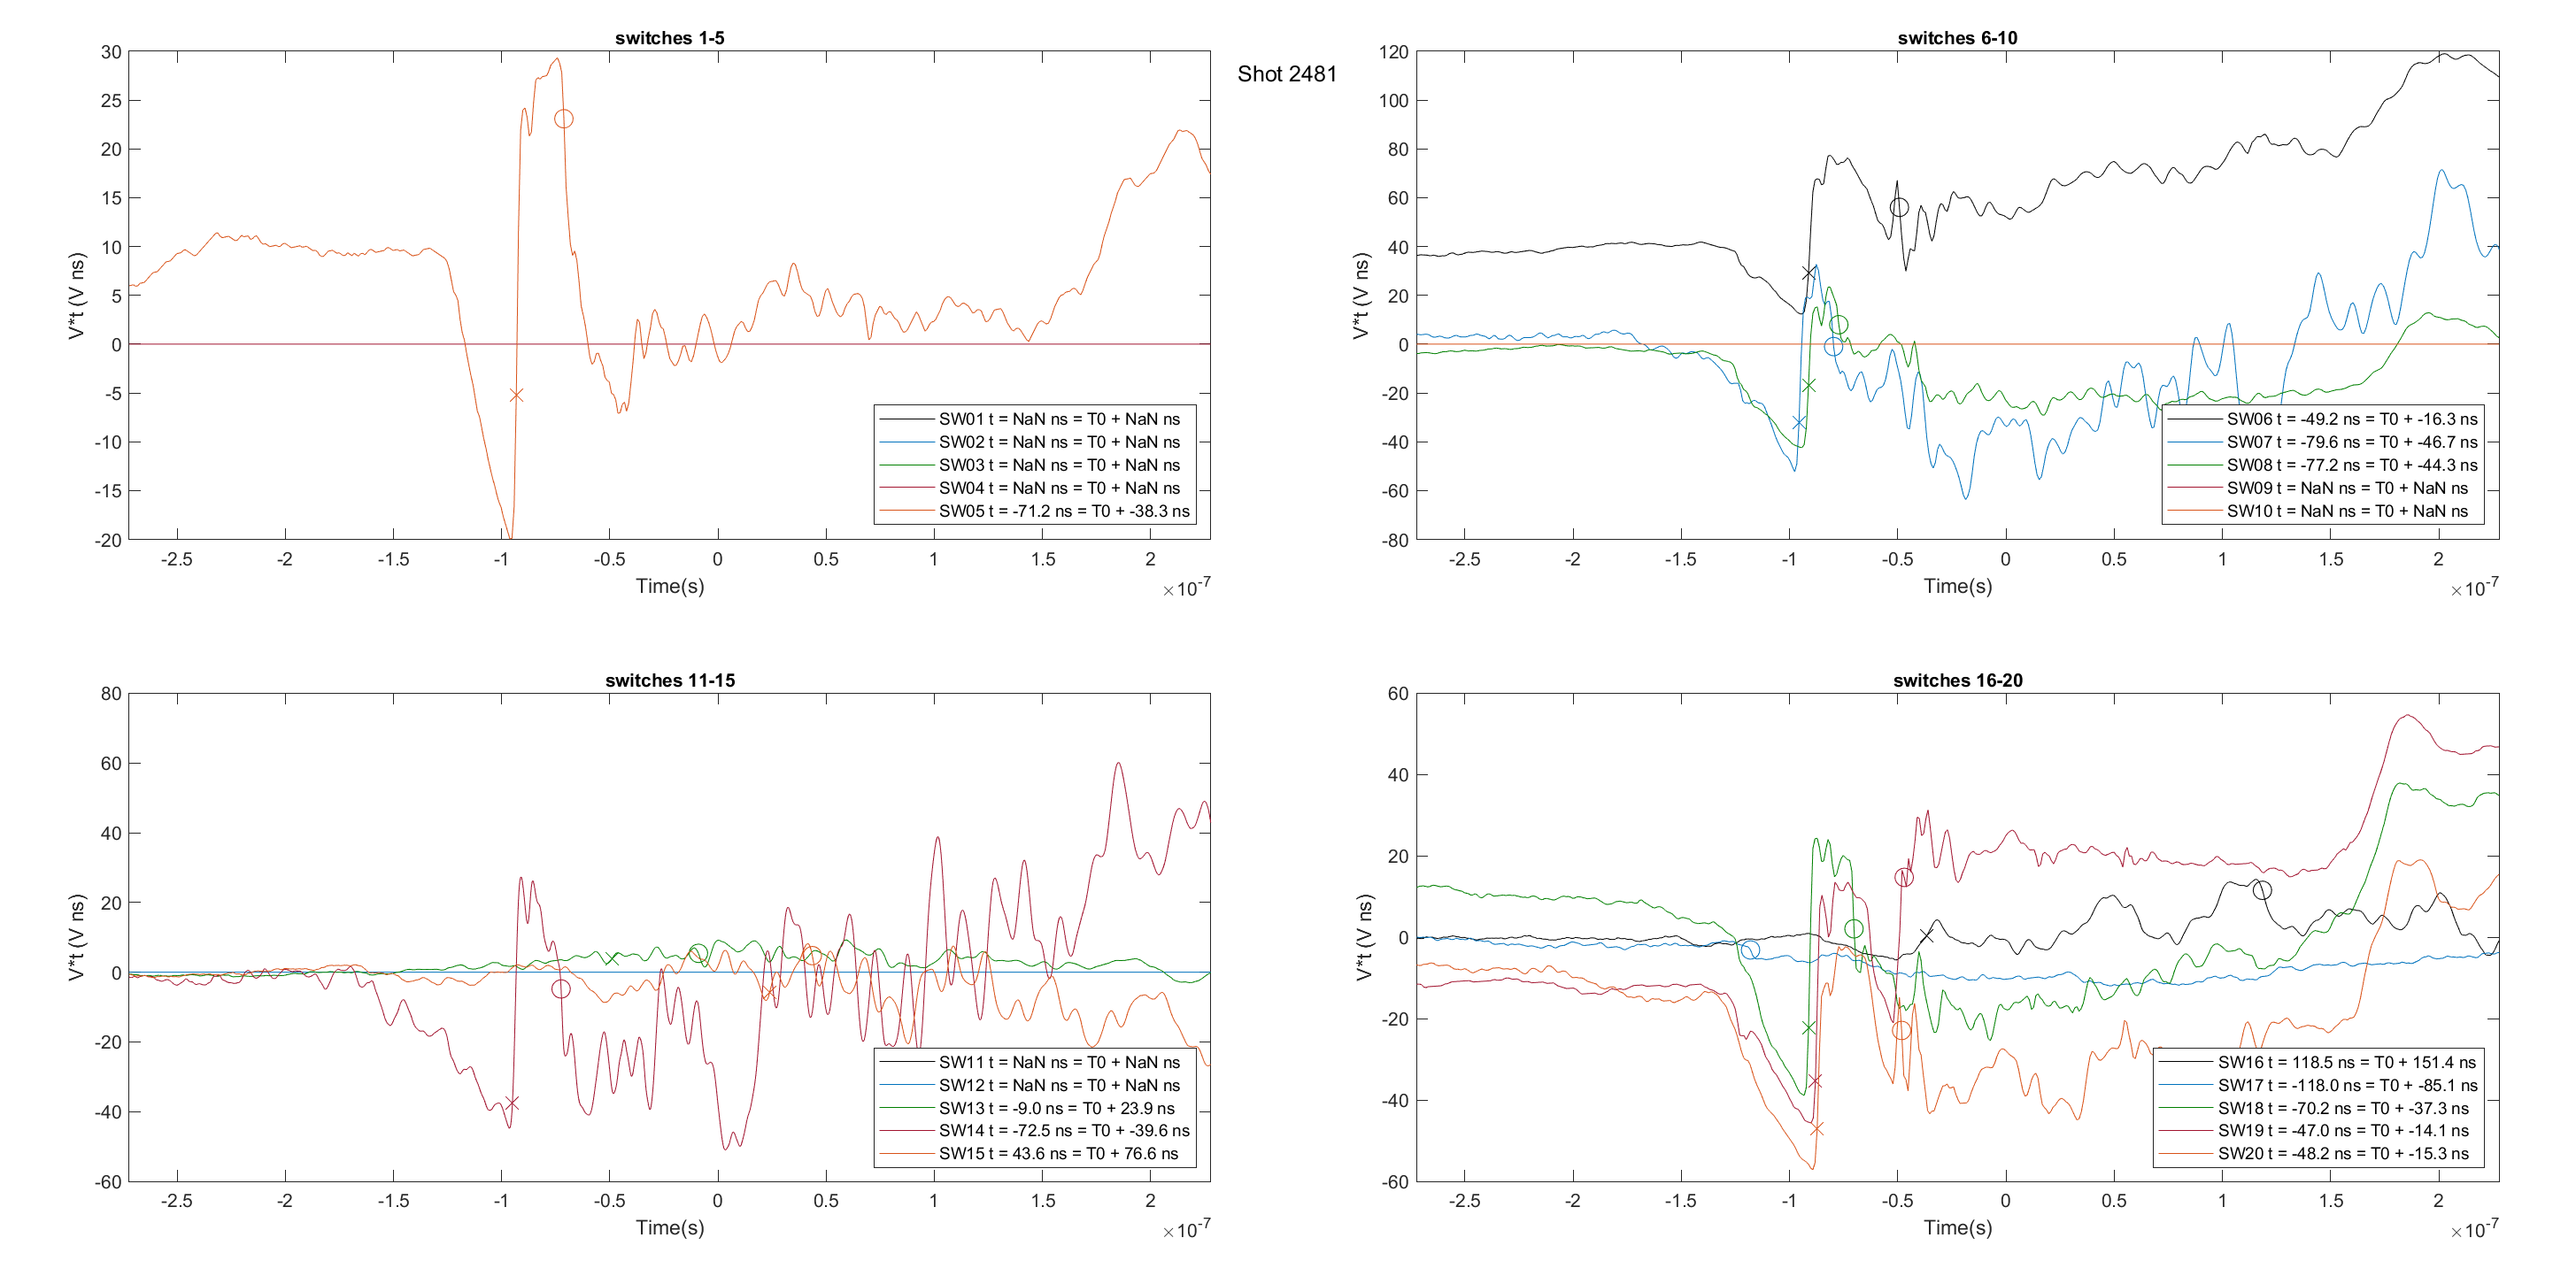 Shot 2481
switches 1-5
30
25
20
15
10
5
0
-5
-10
-15
-20
V*t (V ns)
-2.5 -2 -1.5 -1 -0.5 0 0.5 1 1.5 2
Time(s)
×10-7
SW01 t = NaN ns = T0 + NaN ns
SW02 t = NaN ns = T0 + NaN ns
SW03 t = NaN ns = T0 + NaN ns
SW04 t = NaN ns = T0 + NaN ns
SW05 t = -71.2 ns = T0 + -38.3 ns
switches 6-10
120
100
80
60
40
20
0
-20
-40
-60
-80
V*t (V ns)
-2.5 -2 -1.5 -1 -0.5 0 0.5 1 1.5 2
Time(s)
×10-7
SW06 t = -49.2 ns = T0 + -16.3 ns
SW07 t = -79.6 ns = T0 + -46.7 ns
SW08 t = -77.2 ns = T0 + -44.3 ns
SW09 t = NaN ns = T0 + NaN ns
SW10 t = NaN ns = T0 + NaN ns
switches 11-15
80
60
40
20
0
-20
-40
-60
V*t (V ns)
-2.5 -2 -1.5 -1 -0.5 0 0.5 1 1.5 2
Time(s)
×10-7
SW11 t = NaN ns = T0 + NaN ns
SW12 t = NaN ns = T0 + NaN ns
SW13 t = -9.0 ns = T0 + 23.9 ns
SW14 t = -72.5 ns = T0 + -39.6 ns
SW15 t = 43.6 ns = T0 + 76.6 ns
switches 16-20
60
40
20
0
-20
-40
-60
V*t (V ns)
-2.5 -2 -1.5 -1 -0.5 0 0.5 1 1.5 2
Time(s)
×10-7
SW16 t = 118.5 ns = T0 + 151.4 ns
SW17 t = -118.0 ns = T0 + -85.1 ns
SW18 t = -70.2 ns = T0 + -37.3 ns
SW19 t = -47.0 ns = T0 + -14.1 ns
SW20 t = -48.2 ns = T0 + -15.3 ns